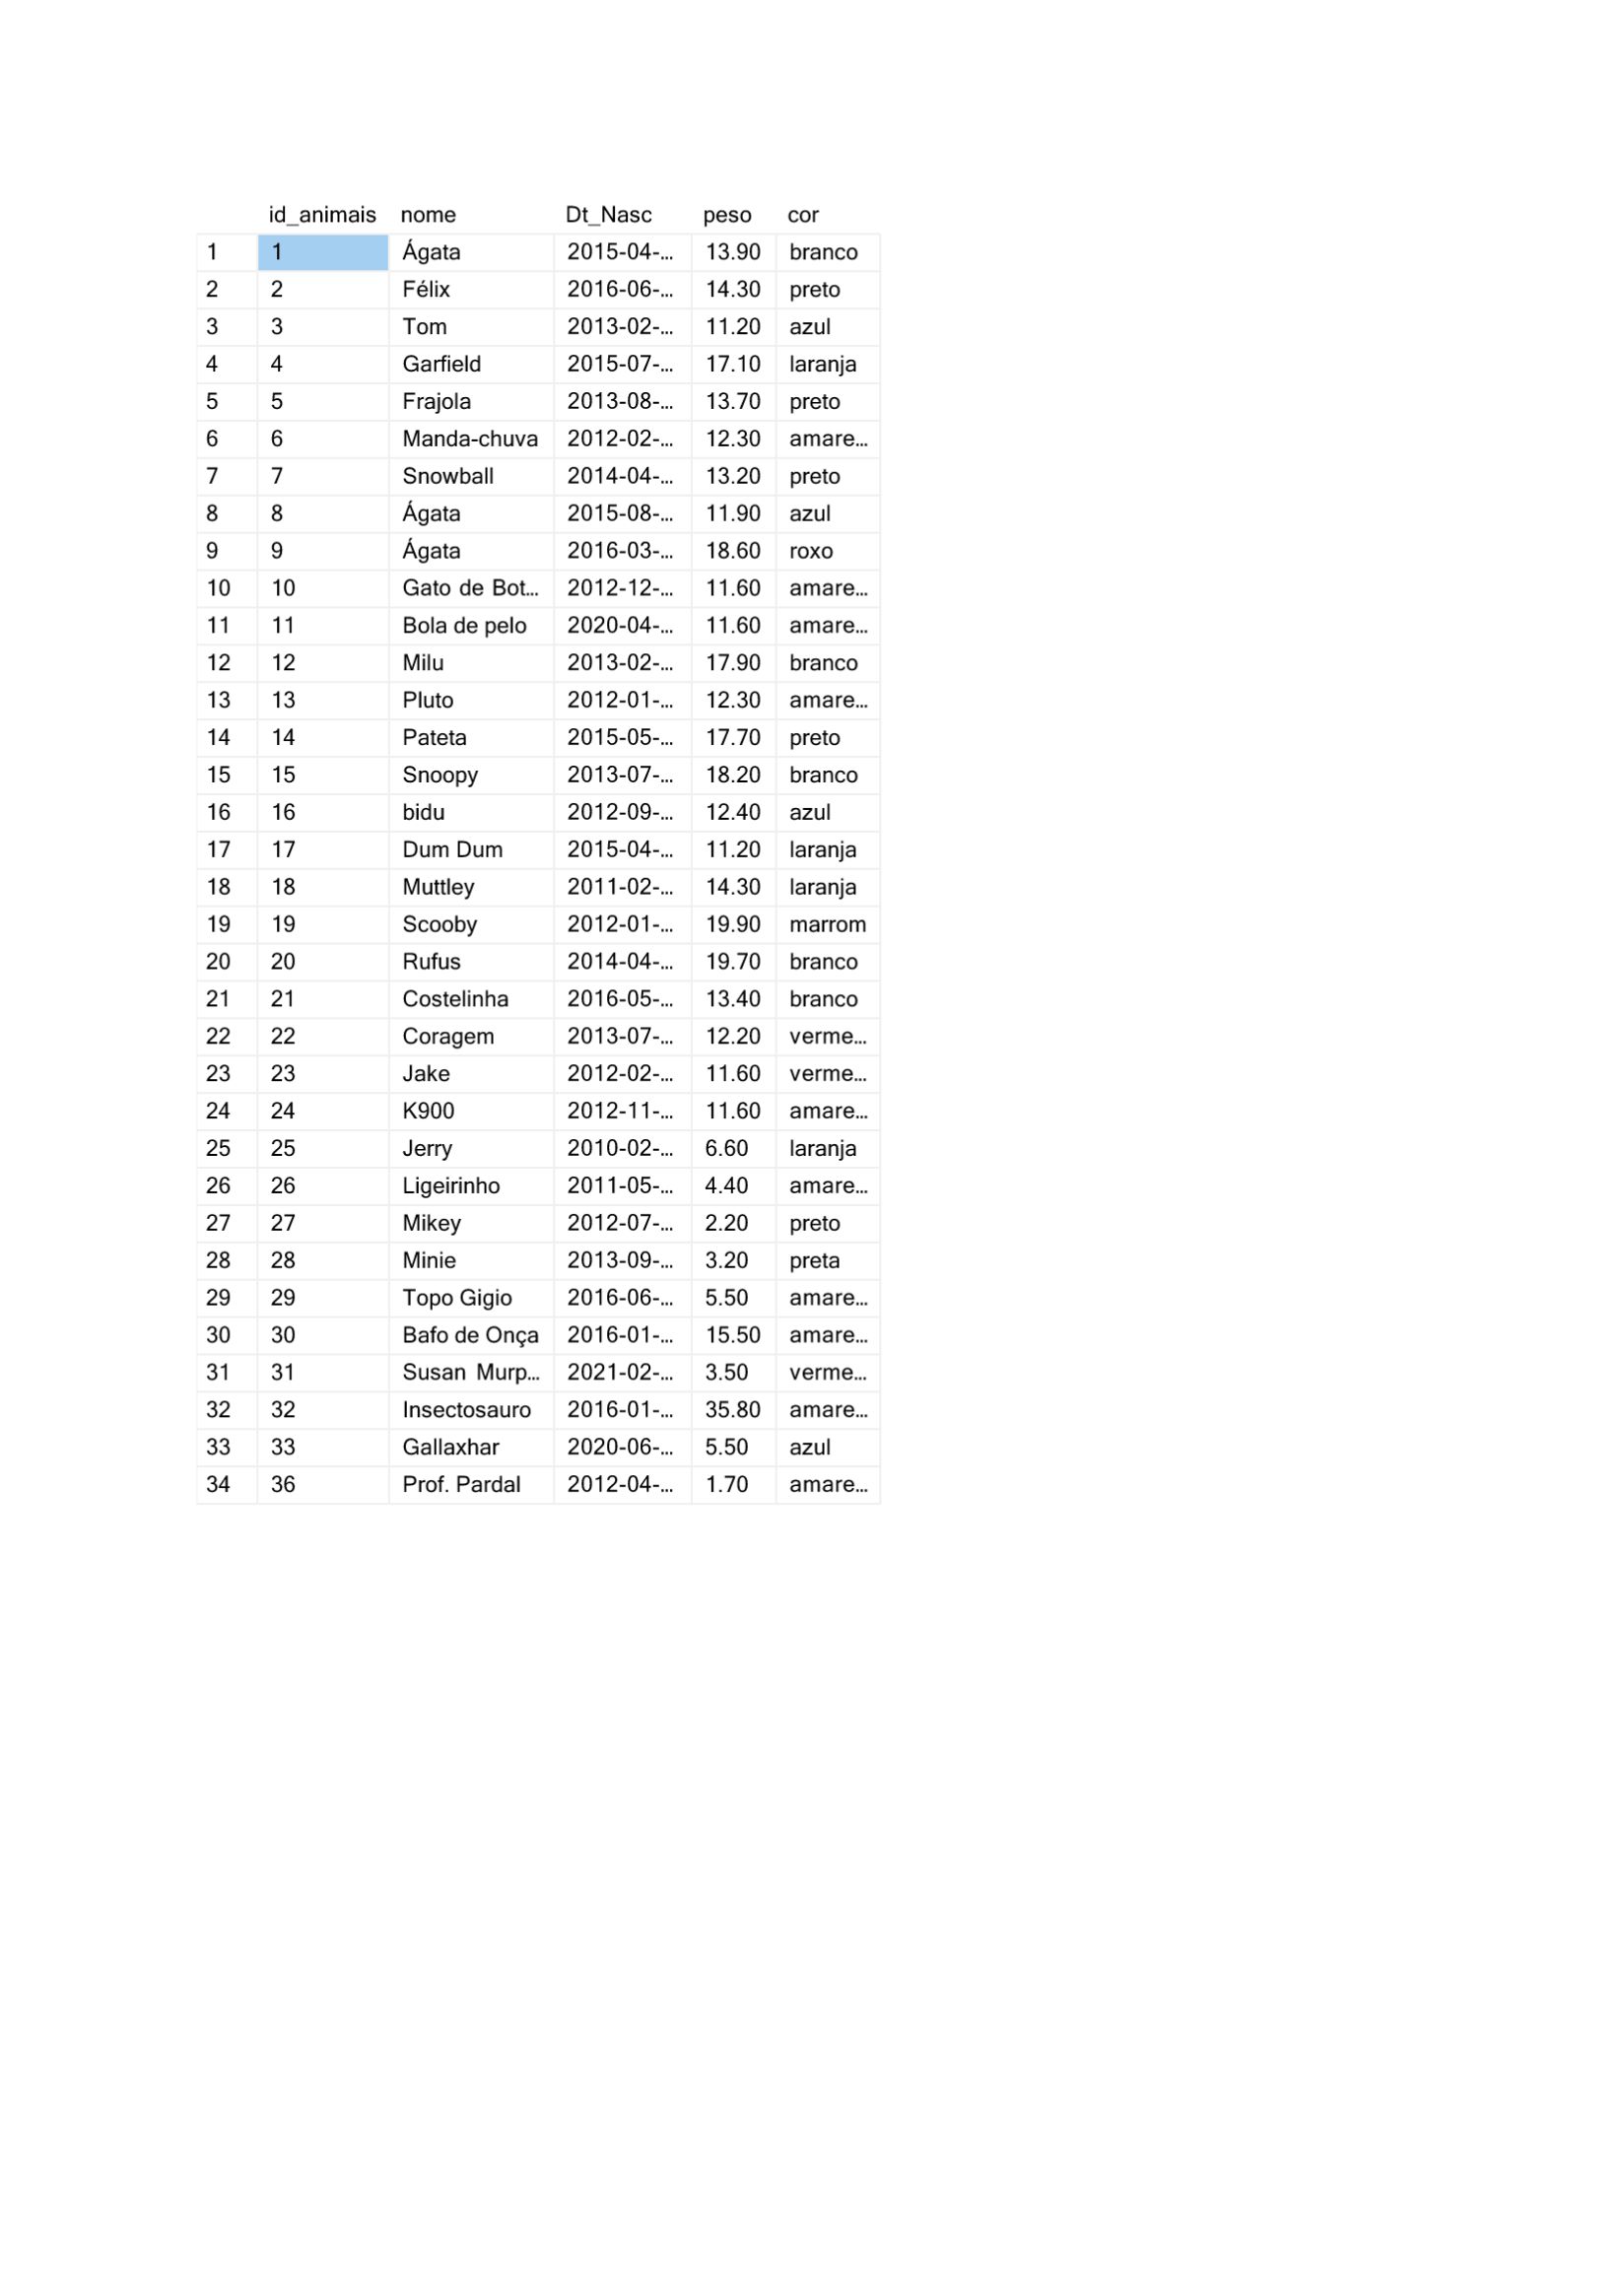 id_animais nome Dt_Nasc peso cor
1 1 Ágata 2015-04-... 13.90 branco
2 2 Félix 2016-06-... 14.30 preto
3 3 Tom 2013-02-... 11.20 azul
4 4 Garfield 2015-07-... 17.10 laranja
5 5 Frajola 2013-08-... 13.70 preto
6 6 Manda-chuva 2012-02-... 12.30 amare...
7 7 Snowball 2014-04-... 13.20 preto
8 8 Ágata 2015-08-... 11.90 azul
9 9 Ágata 2016-03-... 18.60 roxo
10 10 Gato de Bot... 2012-12-... 11.60 amare...
11 11 Bola de pelo 2020-04-... 11.60 amare...
12 12 Milu 2013-02-... 17.90 branco
13 13 Pluto 2012-01-... 12.30 amare...
14 14 Pateta 2015-05-... 17.70 preto
15 15 Snoopy 2013-07-... 18.20 branco
16 16 bidu 2012-09-... 12.40 azul
17 17 Dum Dum 2015-04-... 11.20 laranja
18 18 Muttley 2011-02-... 14.30 laranja
19 19 Scooby 2012-01-... 19.90 marrom
20 20 Rufus 2014-04-... 19.70 branco
21 21 Costelinha 2016-05-... 13.40 branco
22 22 Coragem 2013-07-... 12.20 verme...
23 23 Jake 2012-02-... 11.60 verme...
24 24 K900 2012-11-... 11.60 amare...
25 25 Jerry 2010-02-... 6.60 laranja
26 26 Ligeirinho 2011-05-... 4.40 amare...
27 27 Mikey 2012-07-... 2.20 preto
28 28 Minie 2013-09-... 3.20 preta
29 29 Topo Gigio 2016-06-... 5.50 amare...
30 30 Bafo de Onça 2016-01-... 15.50 amare...
31 31 Susan Murp... 2021-02-... 3.50 verme...
32 32 Insectosauro 2016-01-... 35.80 amare...
33 33 Gallaxhar 2020-06-... 5.50 azul
34 36 Prof. Pardal 2012-04-... 1.70 amare...